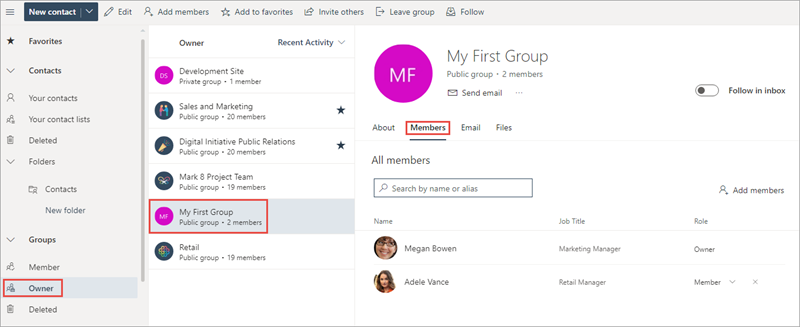 New contact
Edit
Add members
Add to favorites
Invite others
Leave group
Follow
Favorites
Contacts
Your contacts
Your contact lists
Deleted
Folders
Contacts
New folder
Groups
Member
Owner
Deleted
Owner
Recent Activity
DS
Development Site
Private group • 1 member
Sales and Marketing
Public group • 20 members
Digital Initiative Public Relations
Public group • 20 members
Mark 8 Project Team
Public group • 19 members
MF
My First Group
Public group • 2 members
Retail
Public group • 19 members
MF
My First Group
Public group • 2 members
Send email
Follow in inbox
About
Members
Email
Files
All members
Search by name or alias
Add members
Name
Job Title
Role
Megan Bowen
Marketing Manager
Owner
Adele Vance
Retail Manager
Member